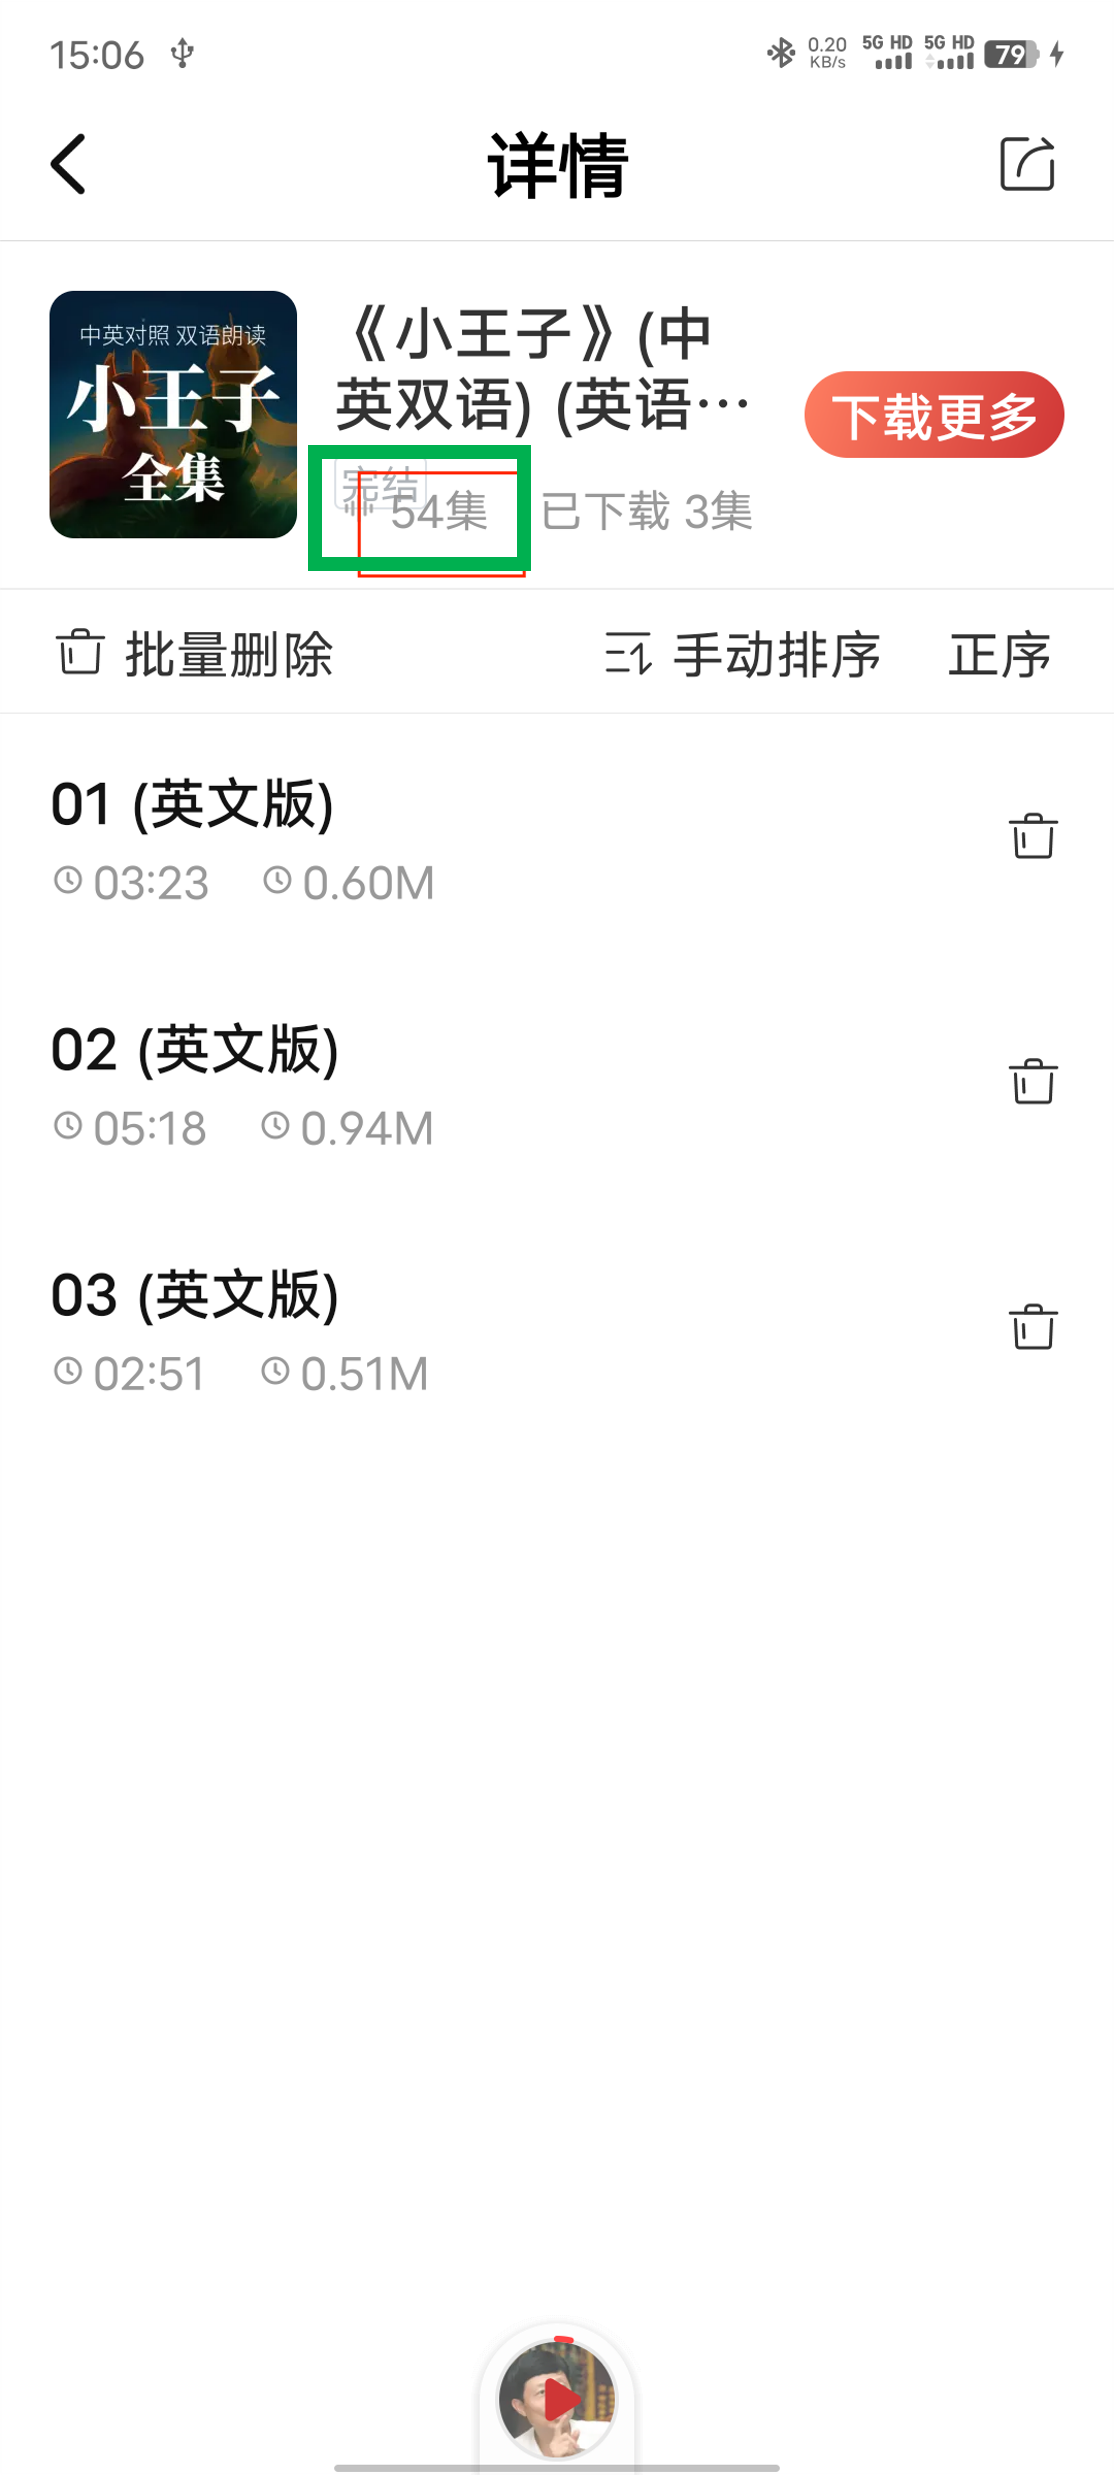 15:06
0.20 KB/s 5G HD 5G HD 79
详情
中英对照 双语朗读
小王子
全集
《小王子》(中
英双语) (英语…
下载更多
完结
54集 已下载 3集
批量删除 手动排序 正序
01 (英文版)
03:23 0.60M
02 (英文版)
05:18 0.94M
03 (英文版)
02:51 0.51M